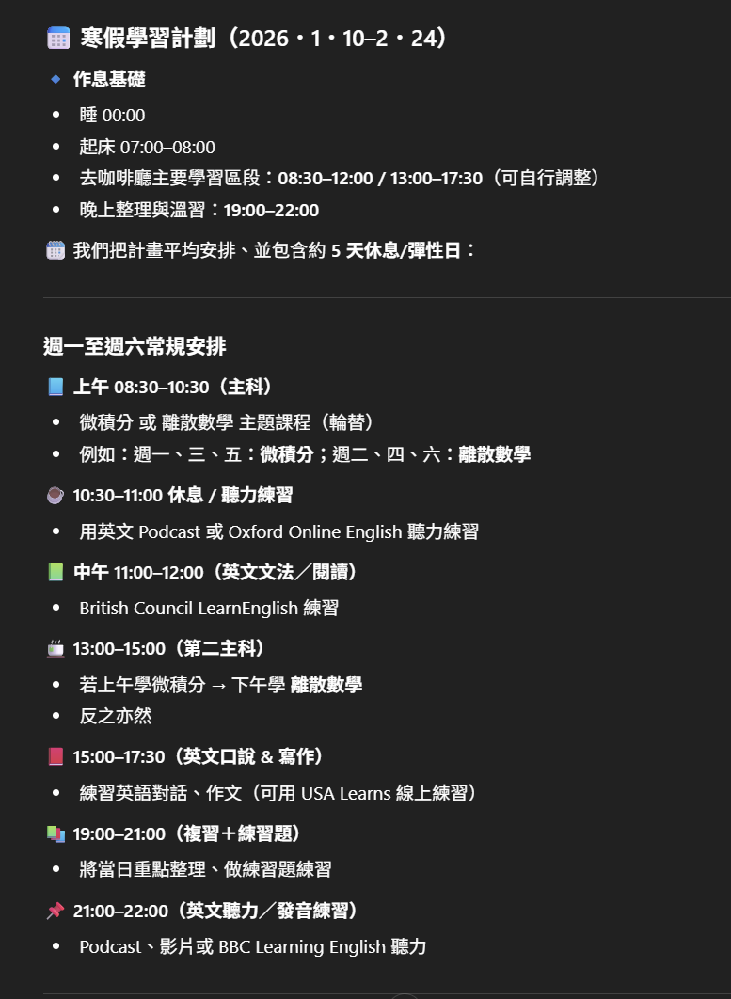 寒假學習計劃（2026・1・10–2・24）
作息基礎
睡 00:00
起床 07:00–08:00
去咖啡廳主要學習區段：08:30–12:00 / 13:00–17:30（可自行調整）
晚上整理與溫習：19:00–22:00
我們把計畫平均安排、並包含約 5 天休息/彈性日：
週一至週六常規安排
上午 08:30–10:30（主科）
微積分 或 離散數學 主題課程（輪替）
例如：週一、三、五：微積分；週二、四、六：離散數學
10:30–11:00 休息 / 聽力練習
用英文 Podcast 或 Oxford Online English 聽力練習
中午 11:00–12:00（英文文法／閱讀）
British Council LearnEnglish 練習
13:00–15:00（第二主科）
若上午學微積分 → 下午學 離散數學
反之亦然
15:00–17:30（英文口說 & 寫作）
練習英語對話、作文（可用 USA Learns 線上練習）
19:00–21:00（複習＋練習題）
將當日重點整理、做練習題練習
21:00–22:00（英文聽力／發音練習）
Podcast、影片或 BBC Learning English 聽力